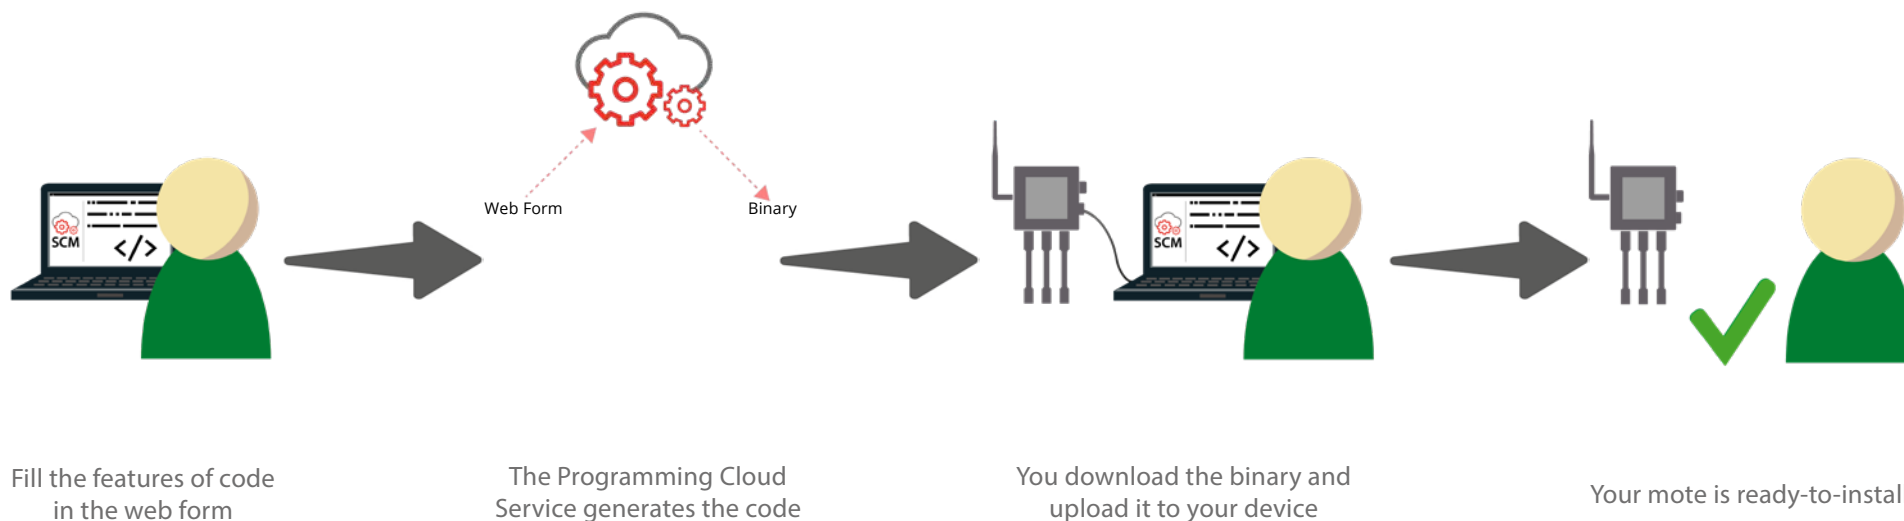 SCM
</>
Web Form
Binary
SCM
</>
Fill the features of code
in the web form
The Programming Cloud
Service generates the code
You download the binary and
upload it to your device
Your mote is ready-to-instal